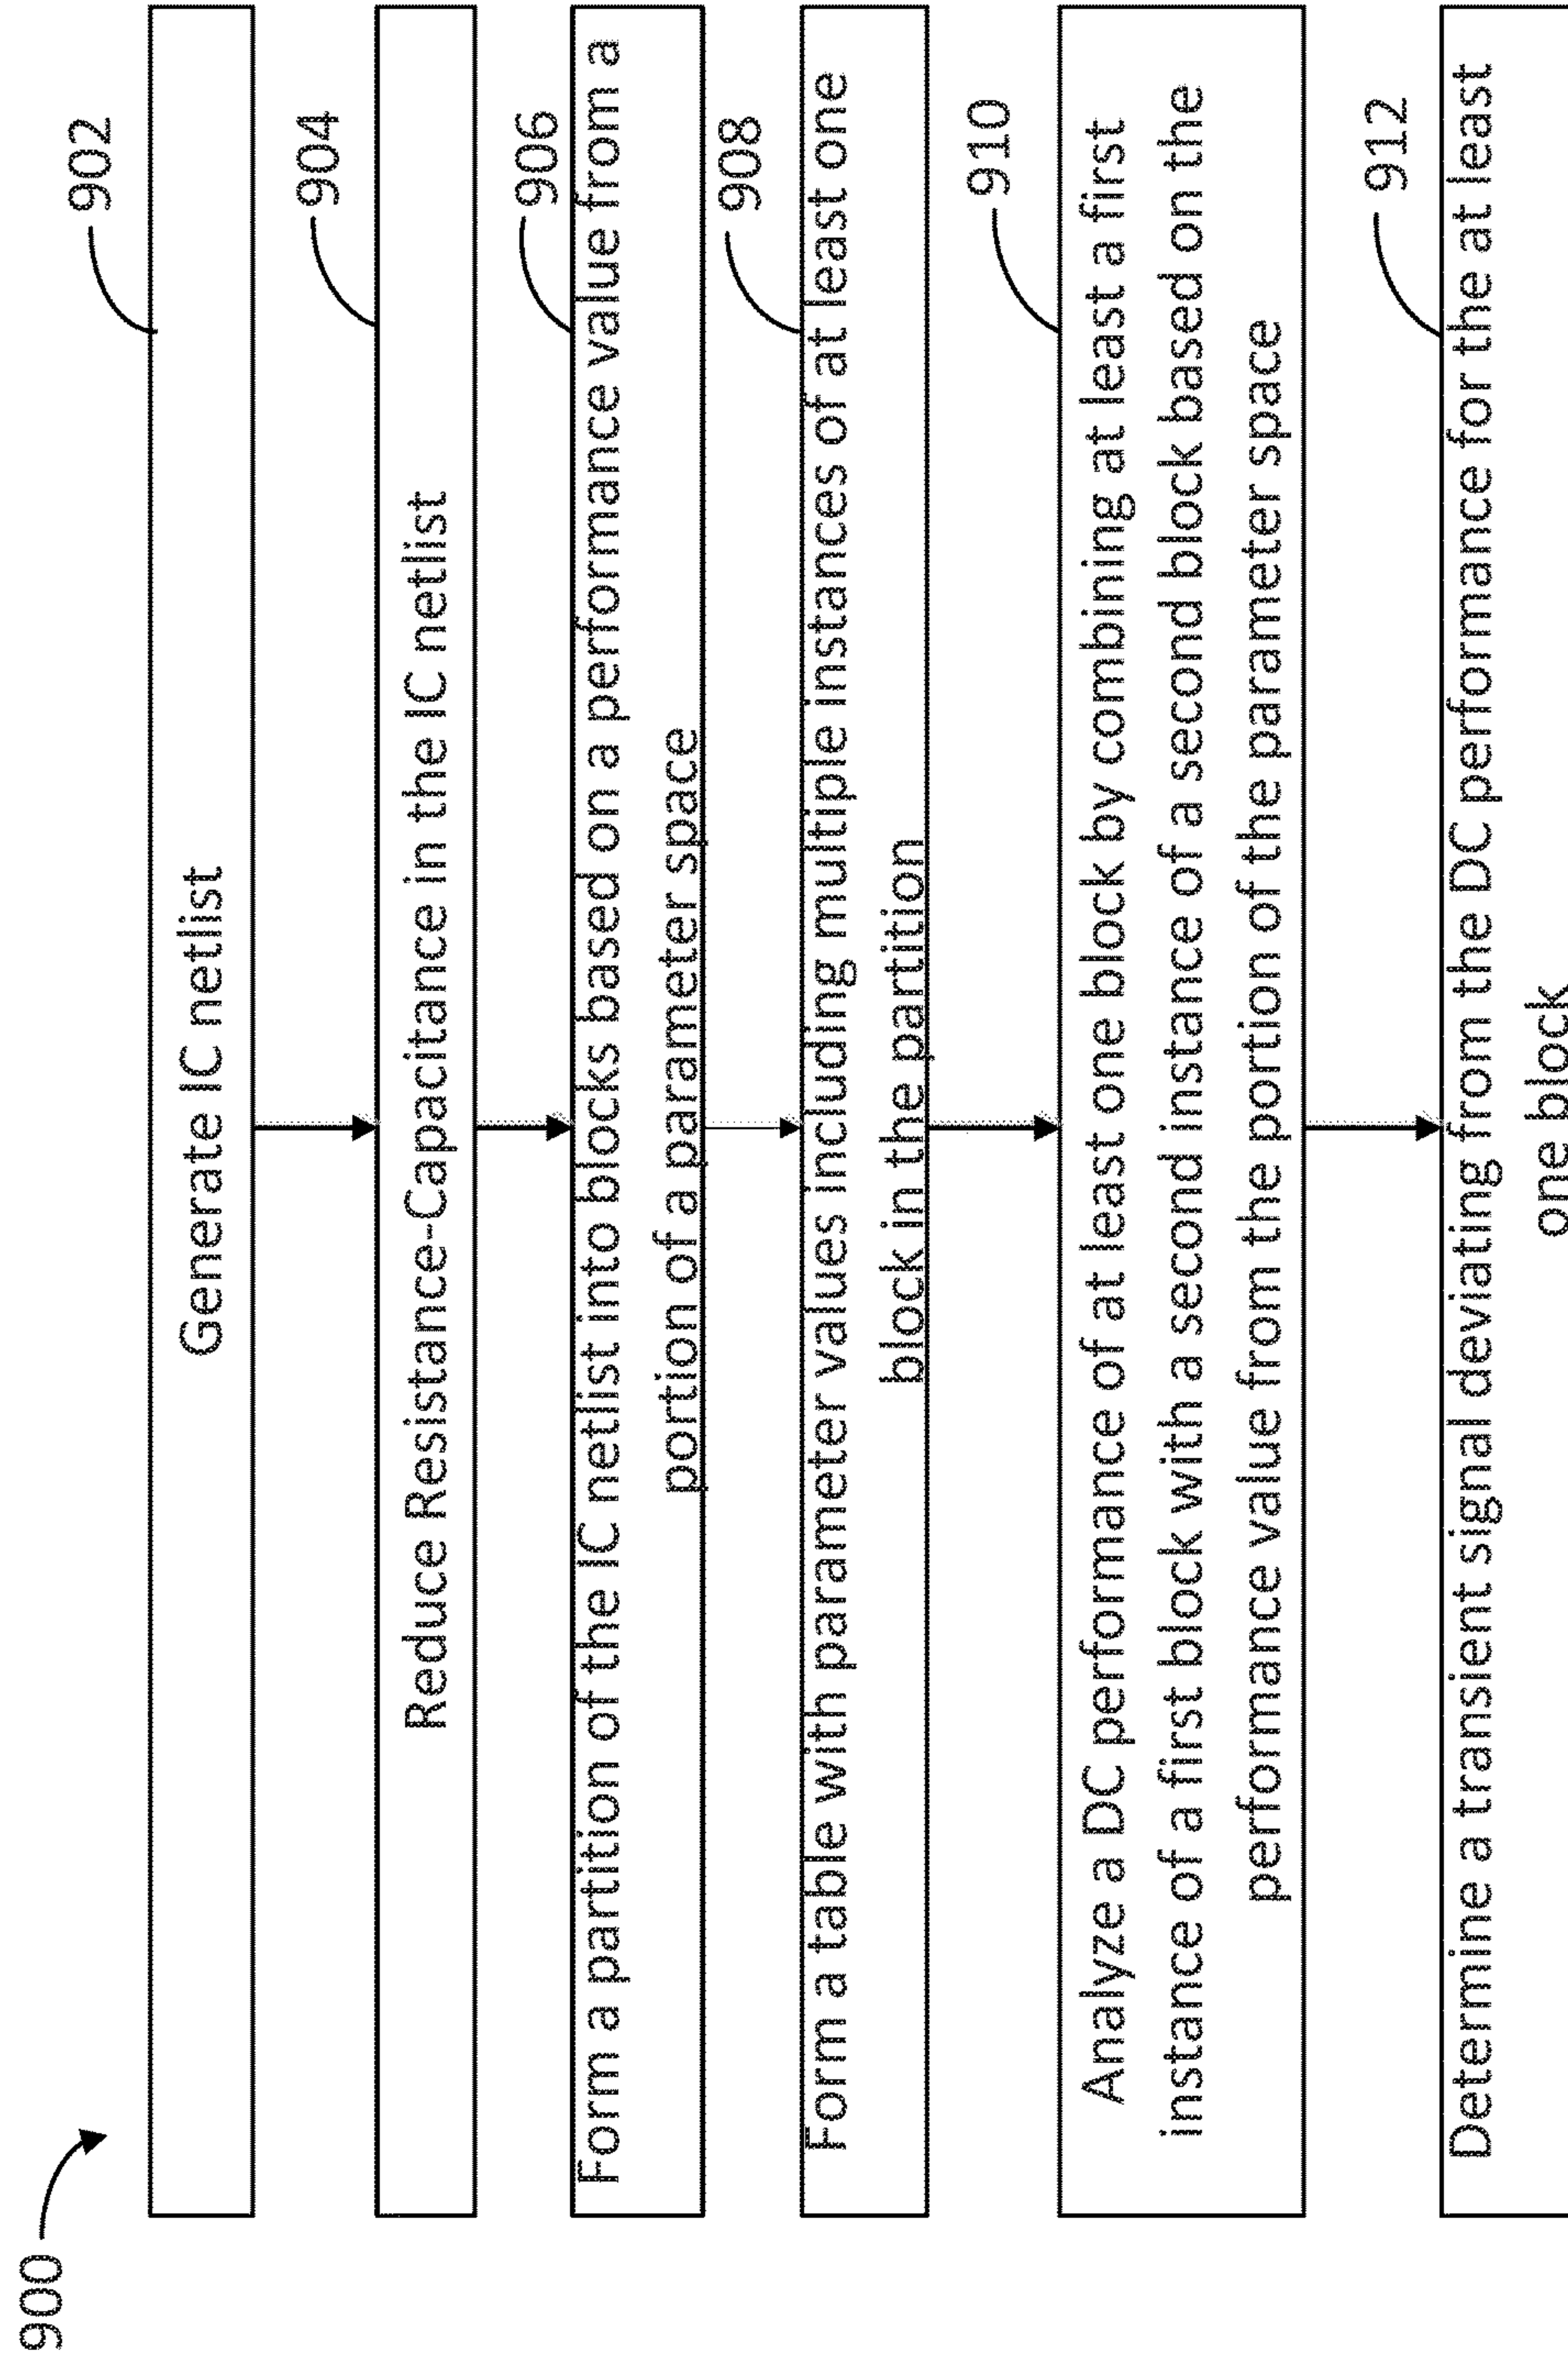 900
902
Generate IC netlist
904
Reduce Resistance-Capacitance in the IC netlist
906
Form a partition of the IC netlist into blocks based on a performance value from a
portion of a parameter space
908
Form a table with parameter values including multiple instances of at least one
block in the partition
910
Analyze a DC performance of at least one block by combining at least a first
instance of a first block with a second instance of a second block based on the
performance value from the portion of the parameter space
912
Determine a transient signal deviating from the DC performance for the at least
one block